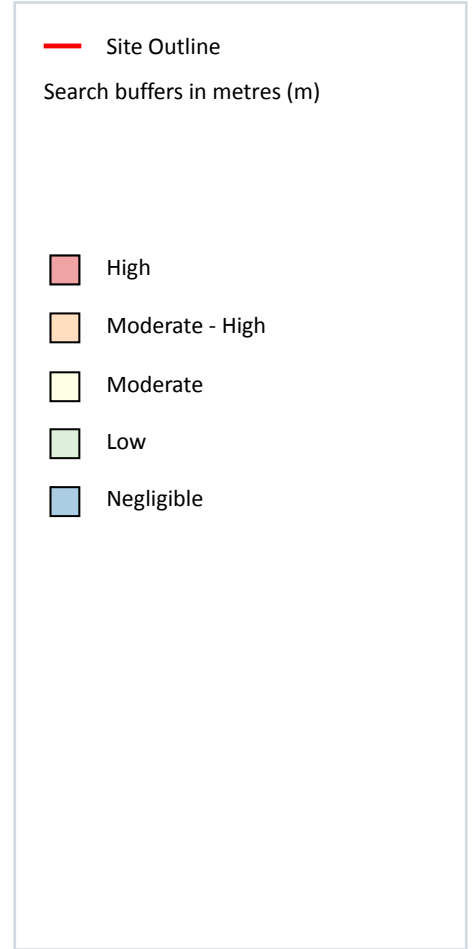 Site Outline
Search buffers in metres (m)
High
Moderate - High
Moderate
Low
Negligible